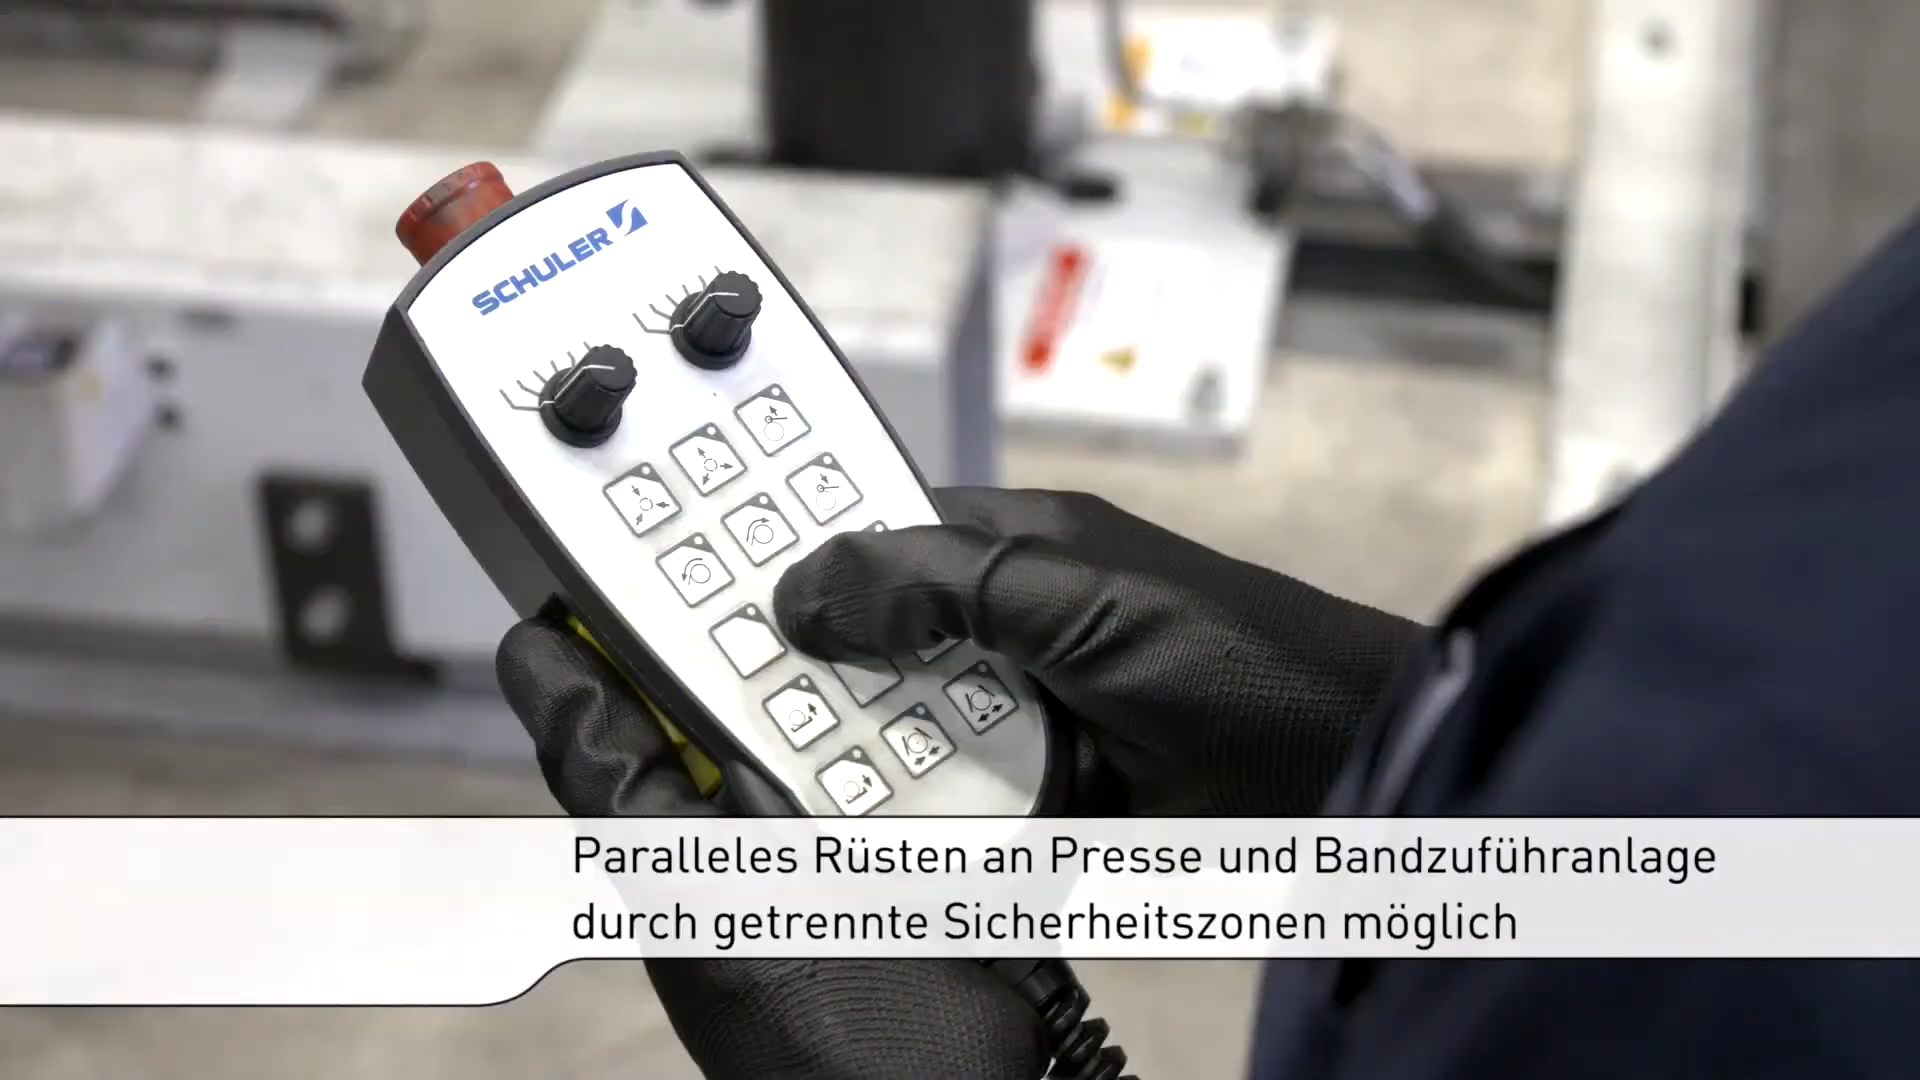 SCHULER
Paralleles Rüsten an Presse und Bandzuführanlage
durch getrennte Sicherheitszonen möglich